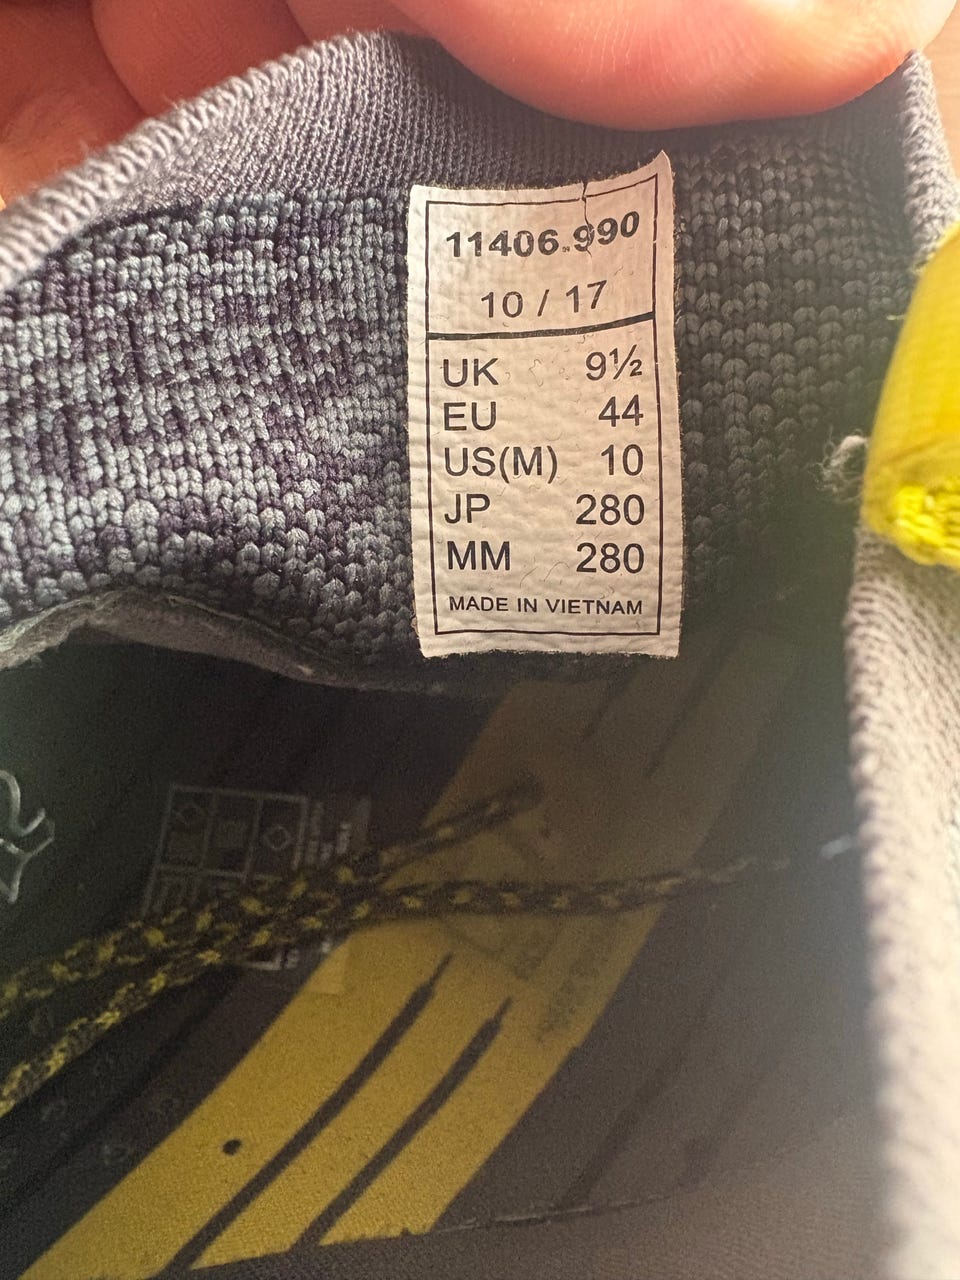 11406.990
10 / 17
UK 9½
EU 44
US(M) 10
JP 280
MM 280
MADE IN VIETNAM